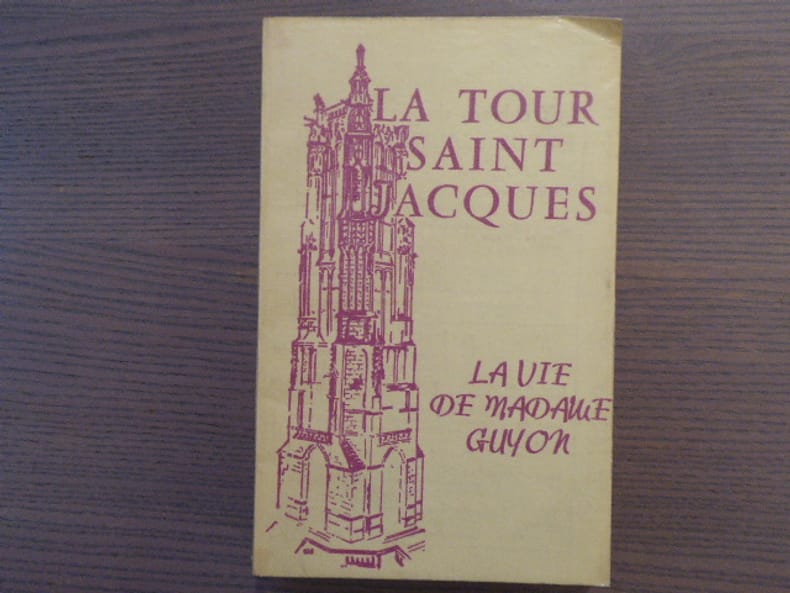 LA TOUR
SAINT
JACQUES
LA VIE
DE MADAME
GUYON